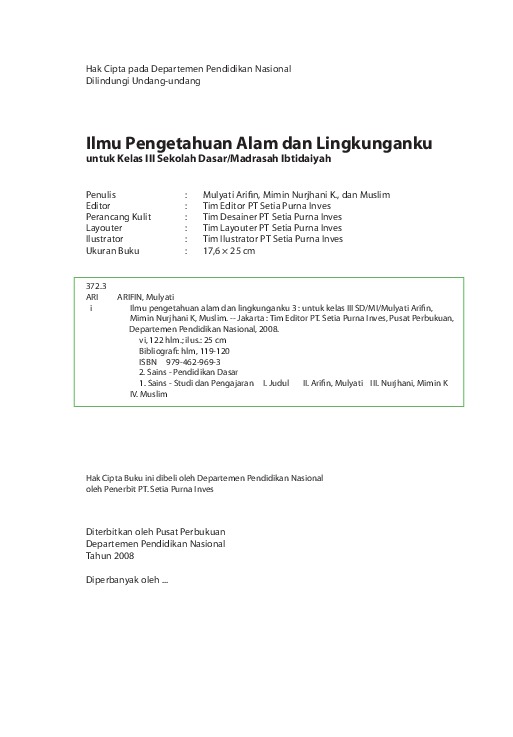 Hak Cipta pada Departemen Pendidikan Nasional
Dilindungi Undang-undang
Ilmu Pengetahuan Alam dan Lingkunganku
untuk Kelas III Sekolah Dasar/Madrasah Ibtidaiyah
Penulis : Mulyati Arifin, Mimin Nurjhani K., dan Muslim
Editor : Tim Editor PT Setia Purna Inves
Perancang Kulit : Tim Desainer PT Setia Purna Inves
Layouter : Tim Layouter PT Setia Purna Inves
Ilustrator : Tim Ilustrator PT Setia Purna Inves
Ukuran Buku : 17,6 × 25 cm
372.3
ARI ARIFIN, Mulyati
i Ilmu pengetahuan alam dan lingkunganku 3 : untuk kelas III SD/MI/Mulyati Arifin,
Mimin Nurjhani K, Muslim. -- Jakarta : Tim Editor PT. Setia Purna Inves, Pusat Perbukuan,
Departemen Pendidikan Nasional, 2008.
vi, 122 hlm.; ilus.: 25 cm
Bibliografi: hlm, 119-120
ISBN 979-462-969-3
2. Sains - Pendidikan Dasar
1. Sains - Studi dan Pengajaran I. Judul II. Arifin, Mulyati III. Nurjhani, Mimin K
IV. Muslim
Hak Cipta Buku ini dibeli oleh Departemen Pendidikan Nasional
oleh Penerbit PT. Setia Purna Inves
Diterbitkan oleh Pusat Perbukuan
Departemen Pendidikan Nasional
Tahun 2008
Diperbanyak oleh ...